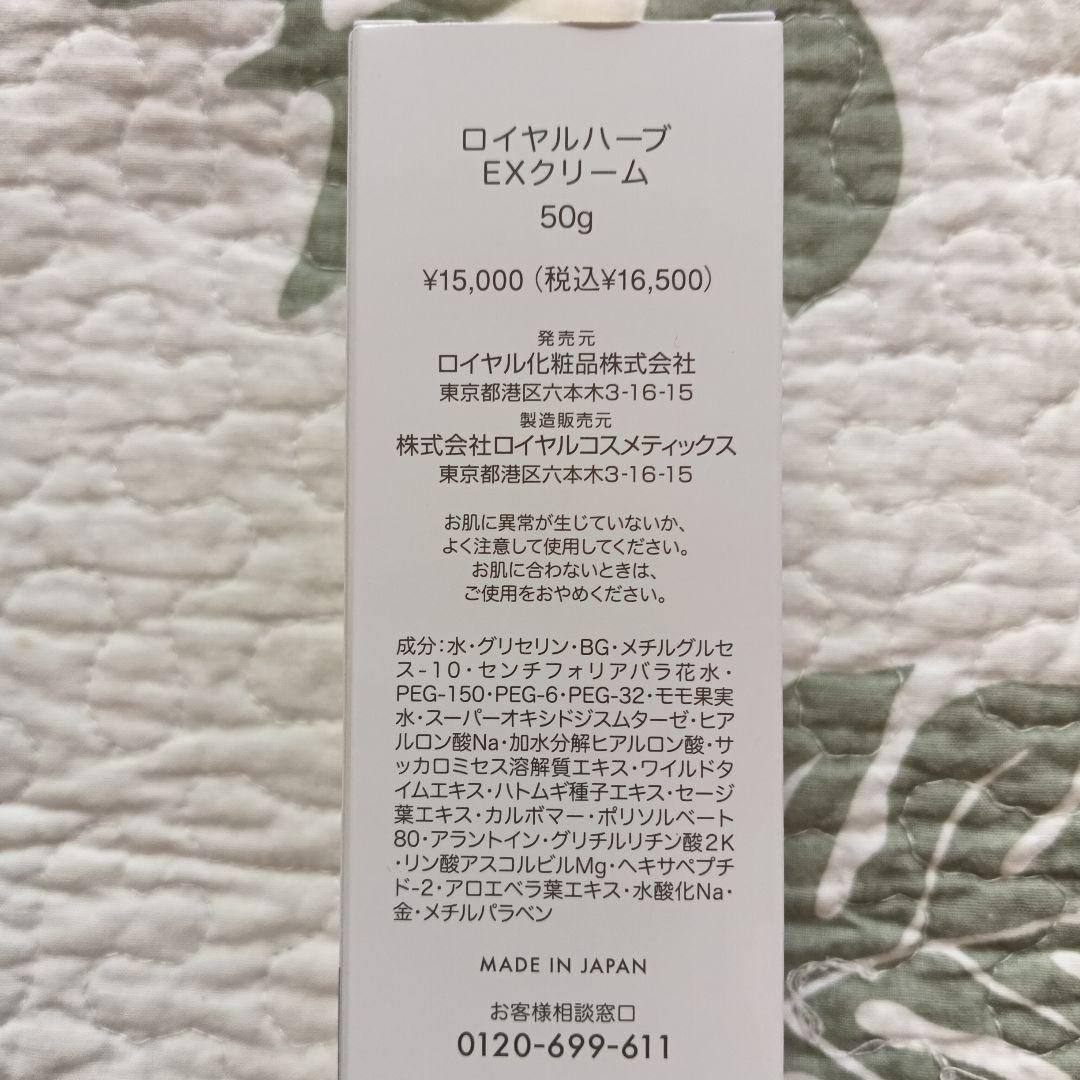 ロイヤルハーブ
EXクリーム
50g
¥15,000（税込¥16,500）
発売元
ロイヤル化粧品株式会社
東京都港区六本木3-16-15
製造販売元
株式会社ロイヤルコスメティックス
東京都港区六本木3-16-15
お肌に異常が生じていないか、
よく注意して使用してください。
お肌に合わないときは、
ご使用をおやめください。
成分：水・グリセリン・BG・メチルグルセ
ス-10・センチフォリアバラ花水・
PEG-150・PEG-6・PEG-32・モモ果実
水・スーパーオキシドジスムターゼ・ヒア
ルロン酸Na・加水分解ヒアルロン酸・サ
ッカロミセス溶解質エキス・ワイルドタ
イムエキス・ハトムギ種子エキス・セージ
葉エキス・カルボマー・ポリソルベート
80・アラントイン・グリチルリチン酸2K
・リン酸アスコルビルMg・ヘキサペプチ
ド-2・アロエベラ葉エキス・水酸化Na・
金・メチルパラベン
MADE IN JAPAN
お客様相談窓口
0120-699-611